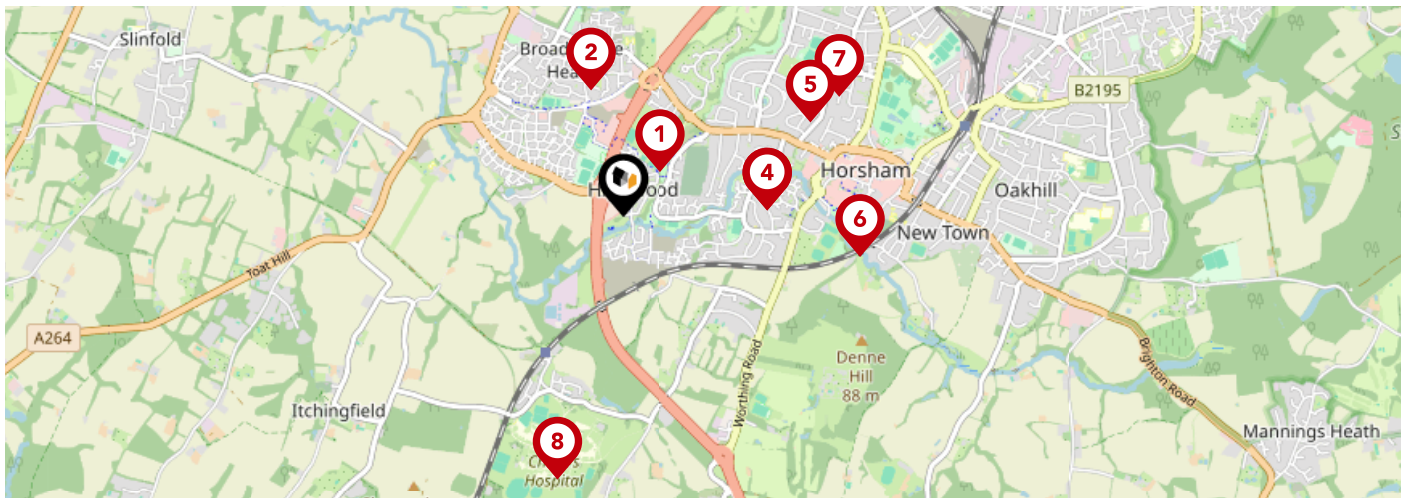 Slinfold
2
7
5
B2195
1
4
Horsham
Oakhill
6
New Town
Toat Hill
A264
Denne
Hill
88 m
Worthing Road
Brighton Road
Itchingfield
Mannings Heath
8
Hospital